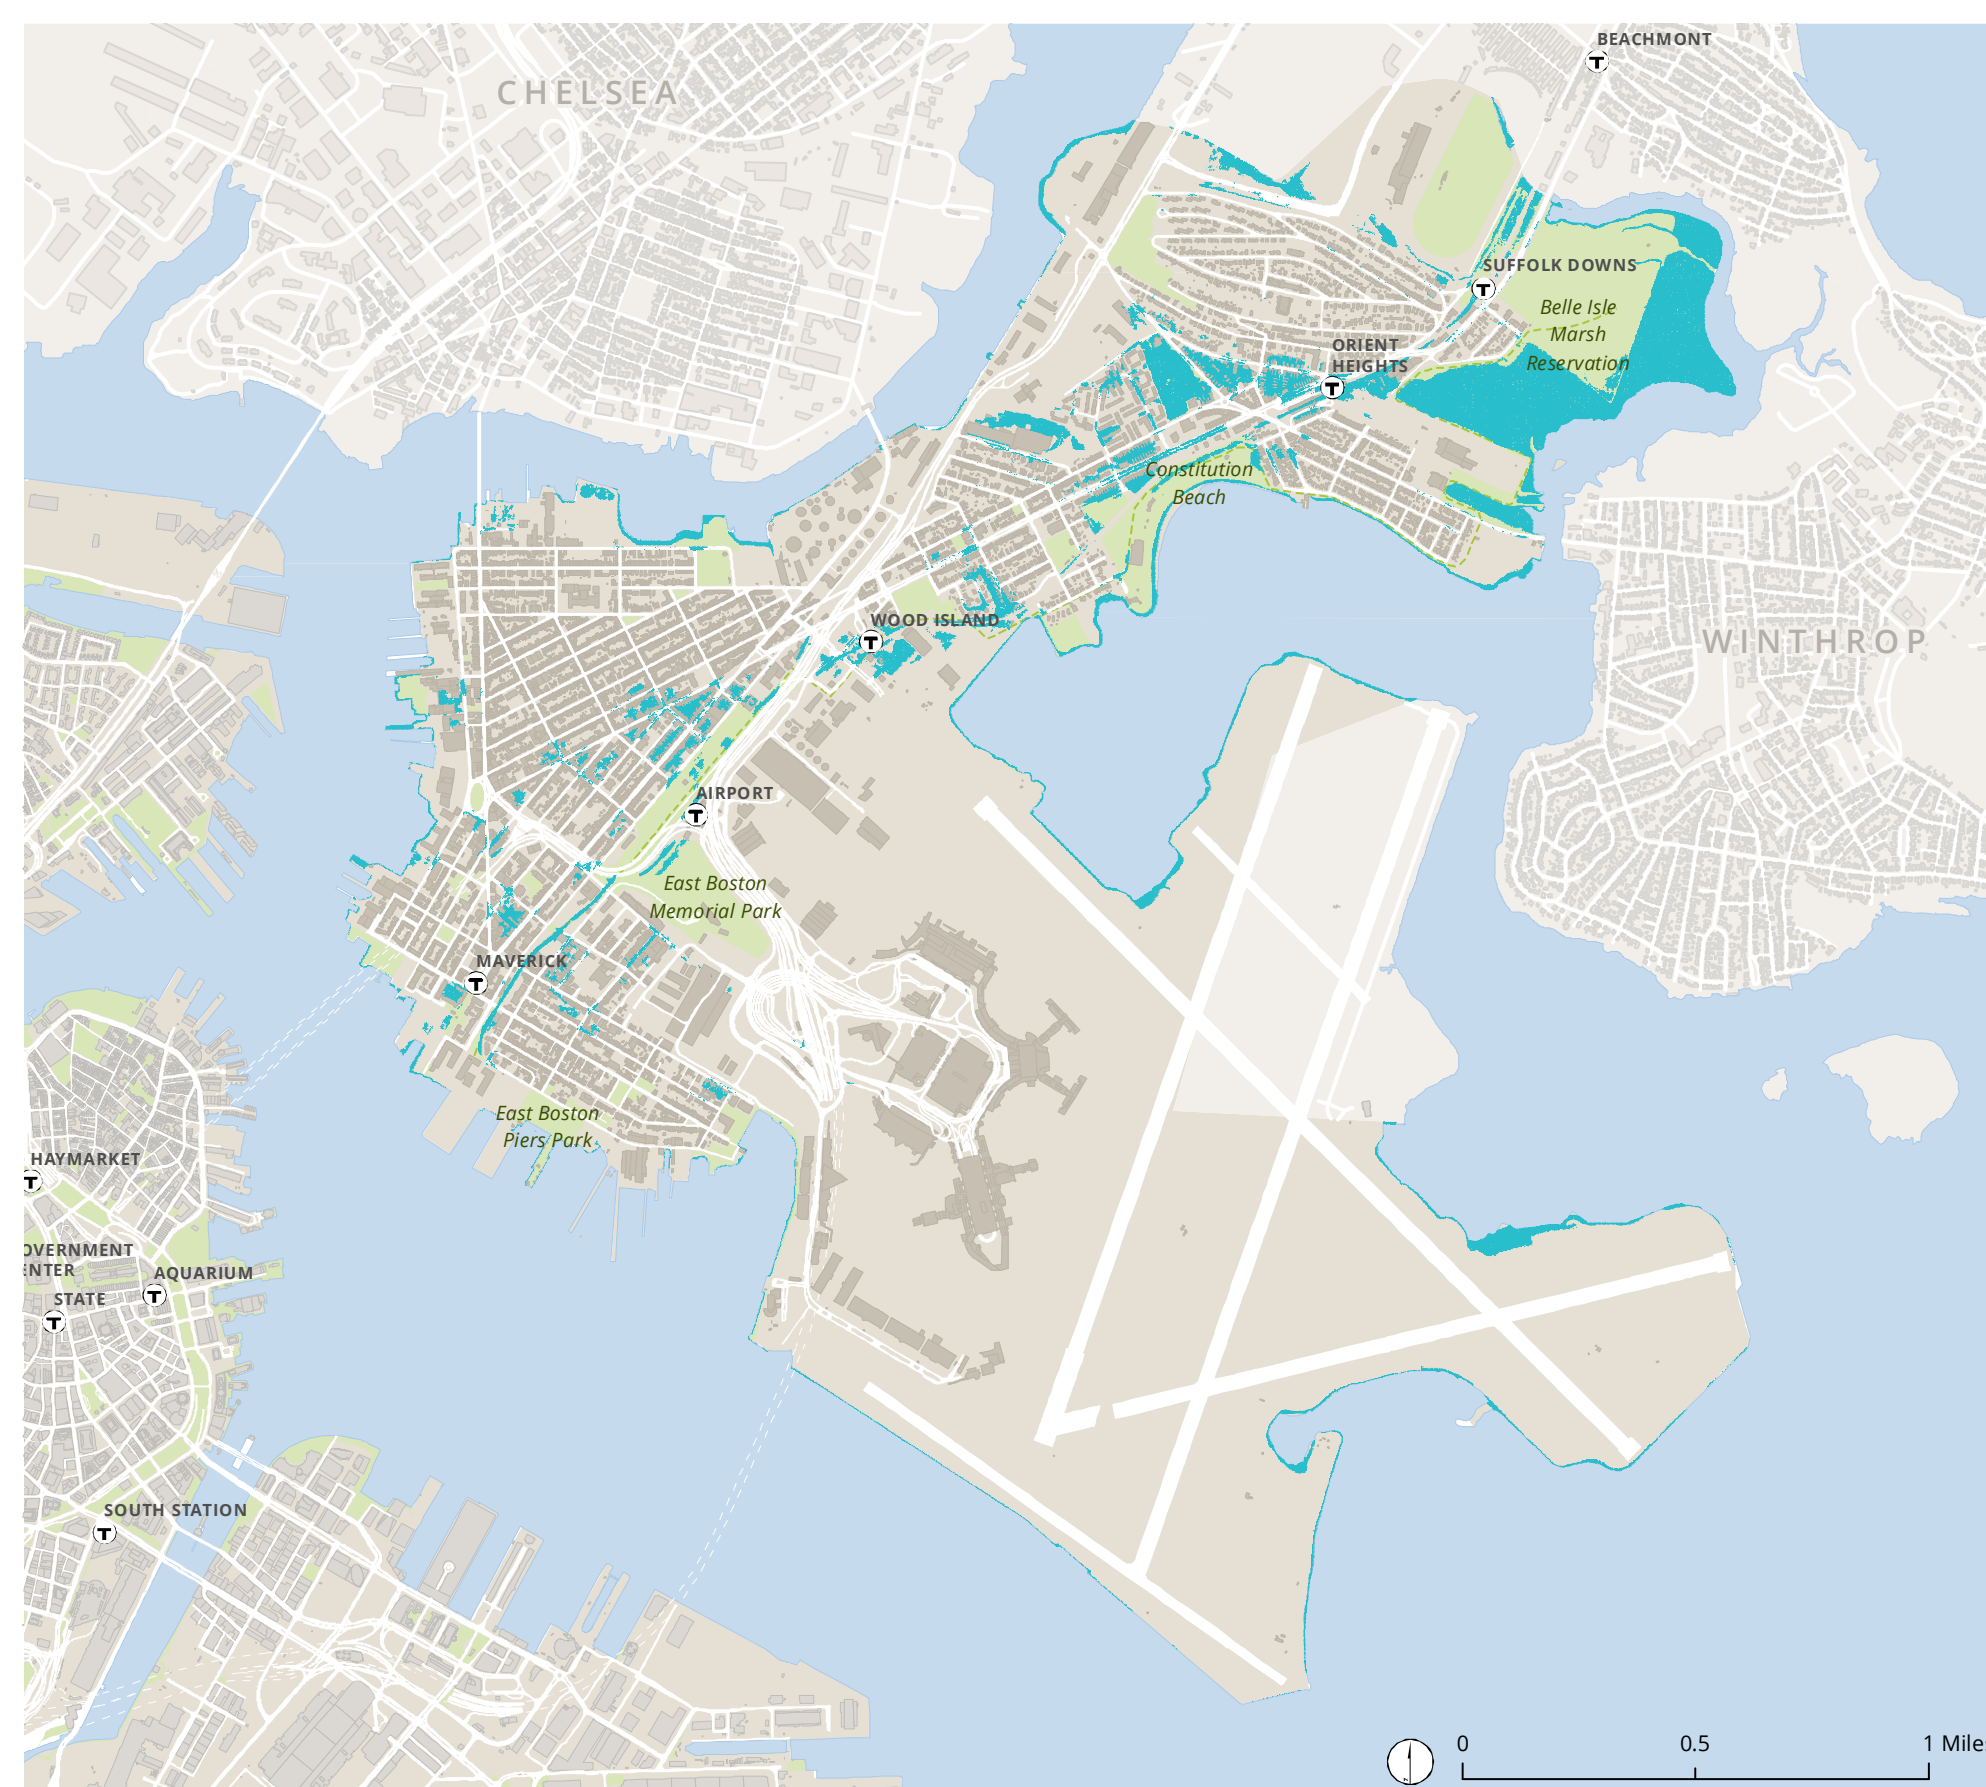 BEACHMONT
CHELSEA
SUFFOLK DOWNS
Belle Isle
Marsh
Reservation
ORIENT
HEIGHTS
Constitution
Beach
WOOD ISLAND
WINTHROP
AIRPORT
East Boston
Memorial Park
MAVERICK
East Boston
Piers Park
HAYMARKET
OVERNMENT
ENTER
AQUARIUM
STATE
SOUTH STATION
0 0.5 1 Mile